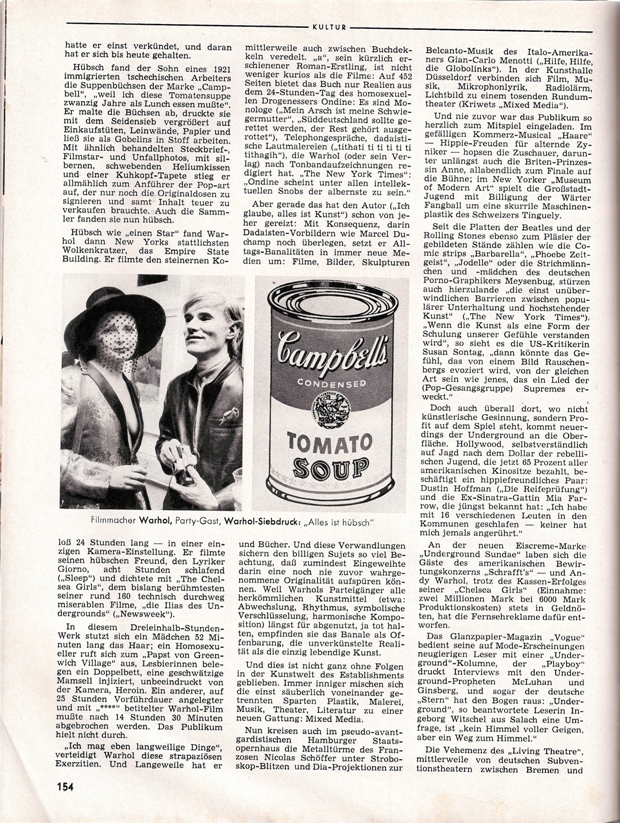 KULTUR
hatte er einst verkündet, und daran
hat er sich bis heute gehalten.
Hübsch fand der Sohn eines 1921
immigrierten tschechischen Arbeiters
die Suppenbüchsen der Marke „Camp-
bell“, „weil ich diese Tomatensuppe
zwanzig Jahre als Lunch essen mußte“.
Er malte die Büchsen ab, druckte sie
mit dem Seidensieb vergrößert auf
Einkaufstüten, Leinwände, Papier und
ließ sie als Gobelins in Stoff arbeiten.
Mit ähnlich behandelten Steckbrief-,
Filmstar- und Unfallphotos, mit sil-
bernen, schwebenden Heliumkissen
und einer Kuhkopf-Tapete stieg er
allmählich zum Anführer der Pop-art
auf, der nur noch die Originaldosen zu
signieren und samt Inhalt teuer zu
verkaufen brauchte. Auch die Samm-
ler fanden sie nun hübsch.
Hübsch wie „einen Star“ fand War-
hol dann New Yorks stattlichsten
Wolkenkratzer, das Empire State
Building. Er filmte den steinernen Ko-
mittlerweile auch zwischen Buchdek-
keln veredelt. „a“, sein kürzlich er-
schienener Roman-Erstling, ist nicht
weniger kurios als die Filme: Auf 452
Seiten bietet das Buch nur Realien aus
dem 24-Stunden-Tag des homosexuel-
len Drogenessers Ondine: Es sind Mo-
nologe („Mein Arsch ist meine Schwie-
germutter“, „Süddeutschland sollte ge-
rettet werden, der Rest gehört ausge-
rottet“), Telephongespräche, dadaisti-
sche Lautmalereien („tithati ti ti ti ti ti
tithagih“), die Warhol (oder sein Ver-
lag) nach Tonbandaufzeichnungen re-
digiert hat. „The New York Times“:
„Ondine scheint unter allen intellek-
tuellen Snobs der albernste zu sein.“
Aber gerade das hat den Autor („Ich
glaube, alles ist Kunst“) schon von je-
her gereizt: Mit Konsequenz, darin
Dadaisten-Vorbildern wie Marcel Du-
champ noch überlegen, setzt er All-
tags-Banalitäten in immer neue Me-
dien um: Filme, Bilder, Skulpturen
Campbell's
CONDENSED
TOMATO
SOUP
Filmmacher Warhol, Party-Gast, Warhol-Siebdruck: „Alles ist hübsch“
loß 24 Stunden lang — in einer ein-
zigen Kamera-Einstellung. Er filmte
seinen hübschen Freund, den Lyriker
Giorno, acht Stunden schlafend
(„Sleep“) und dichtete mit „The Chel-
sea Girls“, dem bislang berühmtesten
seiner rund 160 technisch durchweg
miserablen Filme, „die Ilias des Un-
dergrounds“ („Newsweek“).
In diesem Dreieinhalb-Stunden-
Werk stutzt sich ein Mädchen 52 Mi-
nuten lang das Haar; ein Homosexu-
eller ruft sich zum „Papst von Green-
wich Village“ aus, Lesbierinnen bele-
gen ein Doppelbett, eine geschwätzige
Mamsell injiziert, unbeeindruckt von
der Kamera, Heroin. Ein anderer, auf
25 Stunden Vorführdauer angelegter
und mit „****“ betitelter Warhol-Film
mußte nach 14 Stunden 30 Minuten
abgebrochen werden. Das Publikum
hielt nicht durch.
„Ich mag eben langweilige Dinge“,
verteidigt Warhol diese strapaziösen
Exerzitien. Und Langeweile hat er
und Bücher. Und diese Verwandlungen
sichern den billigen Sujets so viel Be-
achtung, daß zumindest Eingeweihte
darin eine noch nie zuvor wahrge-
nommene Originalität aufspüren kön-
nen. Weil Warhols Parteigänger alle
herkömmlichen Kunstmittel (etwa:
Abwechslung, Rhythmus, symbolische
Verschlüsselung, harmonische Kompo-
sition) längst für abgenutzt, ja tot hal-
ten, empfinden sie das Banale als Of-
fenbarung, die unverkünstelte Reali-
tät als die einzig lebendige Kunst.
Und dies ist nicht ganz ohne Folgen
in der Kunstwelt des Establishments
geblieben. Immer inniger mischen sich
die einst säuberlich voneinander ge-
trennten Sparten Plastik, Malerei,
Musik, Theater, Literatur zu einer
neuen Gattung: Mixed Media.
Nun kreisen auch im pseudo-avant-
gardistischen Hamburger Staats-
opernhaus die Metalltürme des Fran-
zosen Nicolas Schöffer unter Strobo-
skop-Blitzen und Dia-Projektionen zur
Belcanto-Musik des Italo-Amerika-
ners Gian-Carlo Menotti („Hilfe, Hilfe,
die Globolinks“). In der Kunsthalle
Düsseldorf verbinden sich Film, Mu-
sik, Mikrophonlyrik, Radiolärm,
Lichtbild zu einem tosenden Rundum-
theater (Kriwets „Mixed Media“).
Und nie zuvor war das Publikum so
herzlich zum Mitspiel eingeladen. Im
gefälligen Kommerz-Musical „Haare“
— Hippie-Freuden für alternde Zy-
niker — hopsen die Zuschauer, darun-
ter unlängst auch die Briten-Prinzes-
sin Anne, allabendlich zum Finale auf
die Bühne; im New Yorker „Museum
of Modern Art“ spielt die Großstadt-
Jugend mit Billigung der Wärter
Fangball um eine skurrile Maschinen-
plastik des Schweizers Tinguely.
Seit die Platten der Beatles und der
Rolling Stones ebenso zum Pläsier der
gebildeten Stände zählen wie die Co-
mic strips „Barbarella“, „Phoebe Zeit-
geist“, „Jodelle“ oder die Strichmänn-
chen und -mädchen des deutschen
Porno-Graphikers Meysenbug, stürzen
auch hierzulande „die einst unüber-
windlichen Barrieren zwischen popu-
lärer Unterhaltung und hochstehender
Kunst“ („The New York Times“).
„Wenn die Kunst als eine Form der
Schulung unserer Gefühle verstanden
wird“, so sieht es die US-Kritikerin
Susan Sontag, „dann könnte das Ge-
fühl, das von einem Bild Rauschen-
bergs evoziert wird, von der gleichen
Art sein wie jenes, das ein Lied der
(Pop-Gesangsgruppe) Supremes er-
weckt.“
Doch auch überall dort, wo nicht
künstlerische Gesinnung, sondern Pro-
fit auf dem Spiel steht, kommt neuer-
dings der Underground an die Ober-
fläche. Hollywood, selbstverständlich
auf Jagd nach dem Dollar der rebelli-
schen Jugend, die jetzt 65 Prozent aller
amerikanischen Kinositze bezahlt, be-
schäftigt ein hippiefreundliches Paar:
Dustin Hoffman („Die Reifeprüfung“)
und die Ex-Sinatra-Gattin Mia Far-
row, die jüngst bekannt hat: „Ich habe
mit 16 verschiedenen Leuten in den
Kommunen geschlafen — keiner hat
mich jemals angerührt.“
An der neuen Eiscreme-Marke
„Underground Sundae“ laben sich die
Gäste des amerikanischen Bewir-
tungskonzerns „Schrafft's“ — und An-
dy Warhol, trotz des Kassen-Erfolges
seiner „Chelsea Girls“ (Einnahme:
zwei Millionen Mark bei 6000 Mark
Produktionskosten) stets in Geldnö-
ten, hat die Fernsehreklame dafür ent-
worfen.
Das Glanzpapier-Magazin „Vogue“
bedient seine auf Mode-Erscheinungen
neugierigen Leser mit einer „Under-
ground“-Kolumne, der „Playboy“
druckt Interviews mit den Under-
ground-Propheten McLuhan und
Ginsberg, und sogar der deutsche
„Stern“ hat den Bogen raus: „Under-
ground“, so beantwortete Leserin In-
geborg Witschel aus Salach eine Um-
frage, ist „kein Himmel voller Geigen,
aber ein Weg zum Himmel.“
Die Vehemenz des „Living Theatre“,
mittlerweile von deutschen Subven-
tionstheatern zwischen Bremen und
154